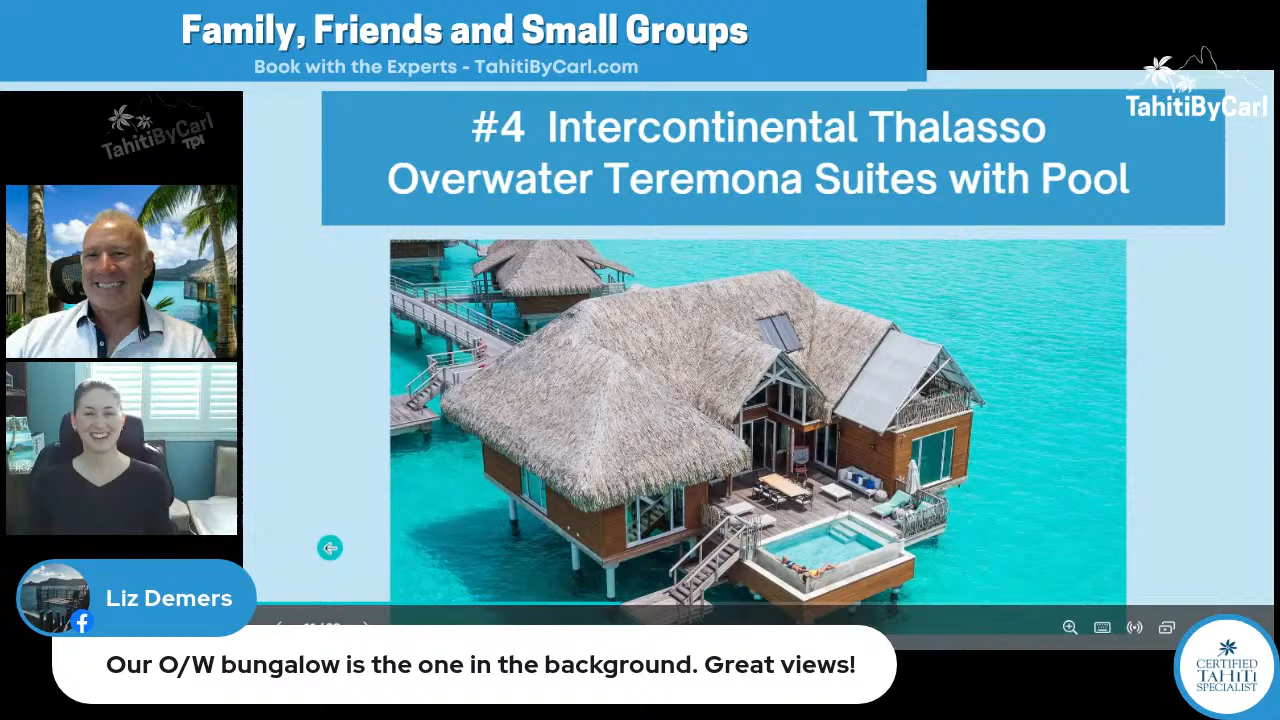 Family, Friends and Small Groups
Book with the Experts - TahitiByCarl.com
TahitiByCarl
TahitiByCarl
TPI
#4 Intercontinental Thalasso
Overwater Teremona Suites with Pool
Liz Demers
Our O/W bungalow is the one in the background. Great views!
CERTIFIED
TAHITI
SPECIALIST